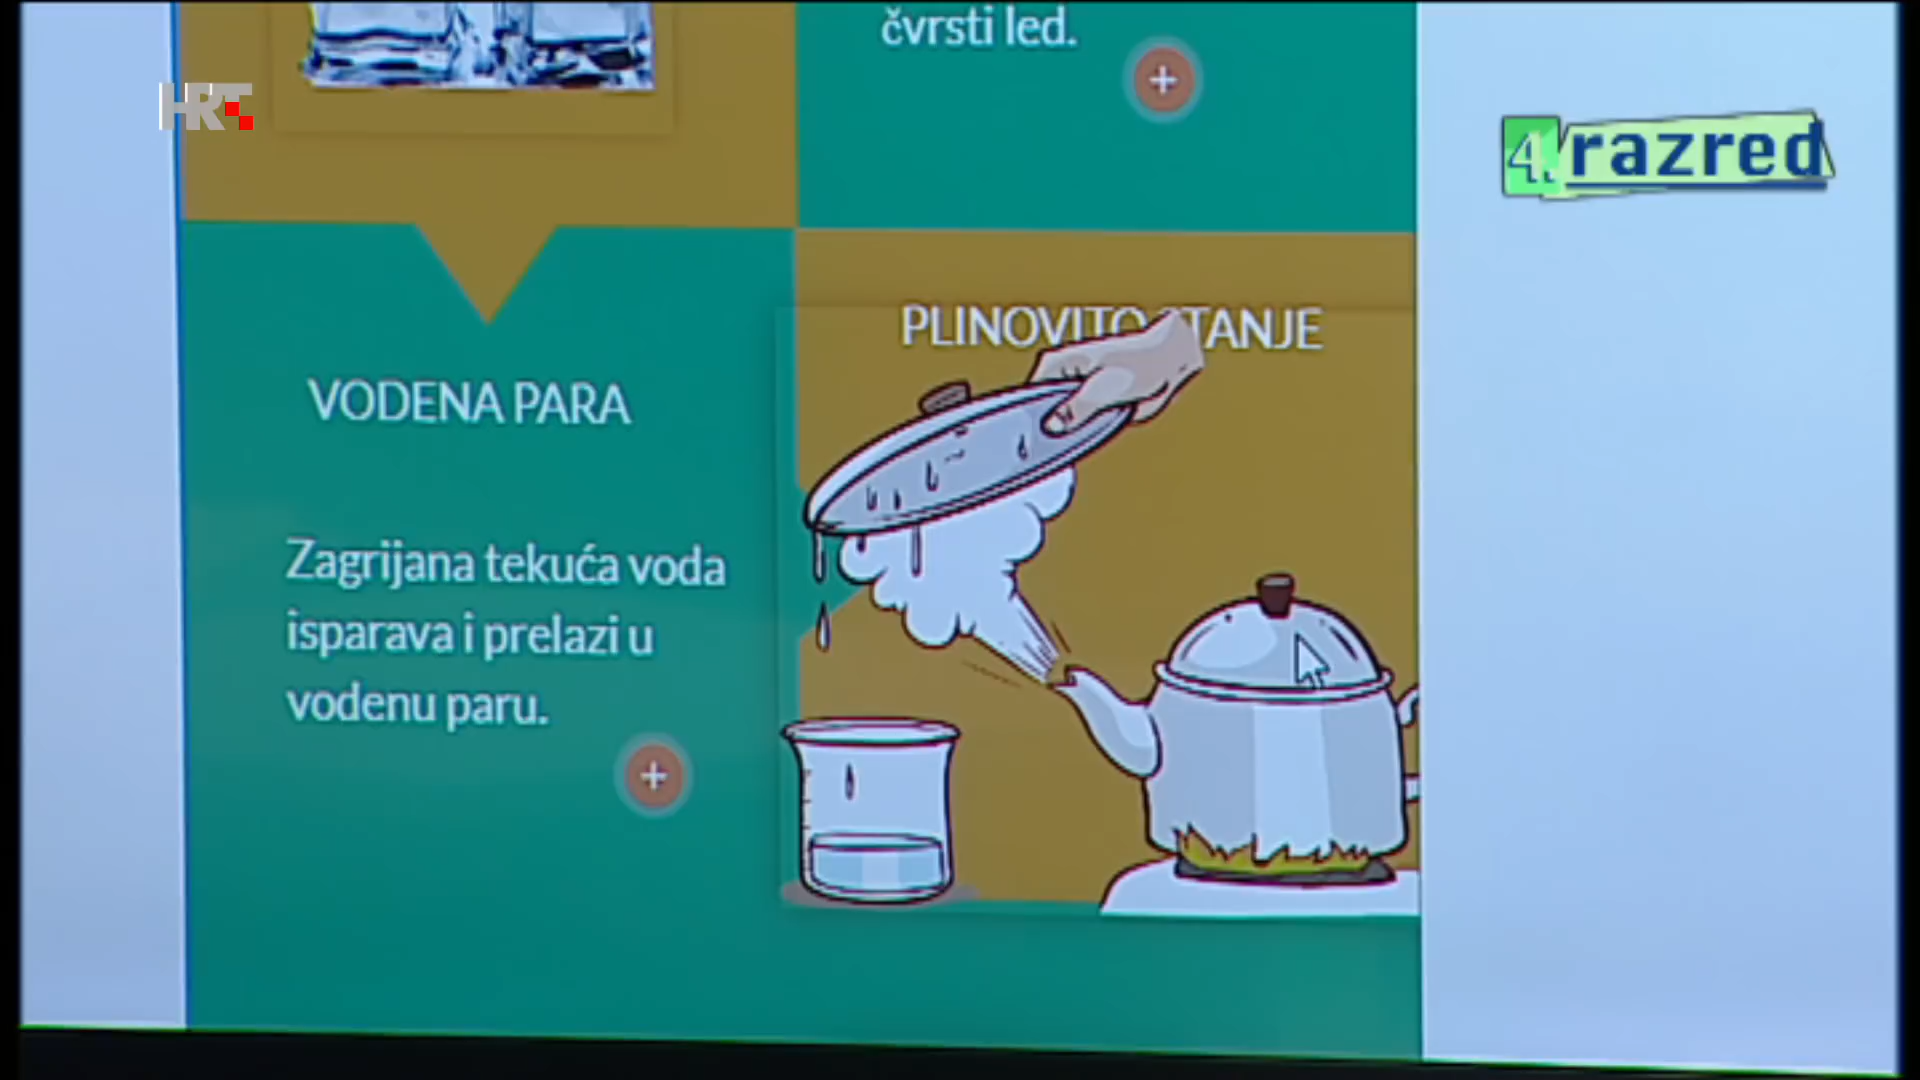 čvrsti led.
HRT
4. razred
PLINOVITO STANJE
VODENA PARA
Zagrijana tekuća voda
isparava i prelazi u
vodenu paru.